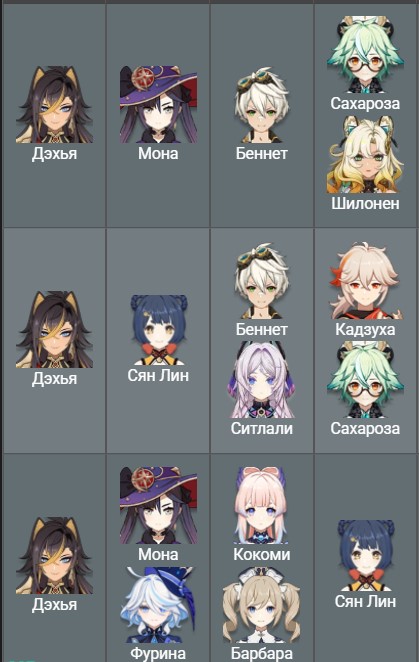 Дэхья
Мона
Беннет
Сахароза
Шилонен
Дэхья
Сян Лин
Беннет
Ситлали
Кадзуха
Сахароза
Дэхья
Мона
Фурина
Кокоми
Барбара
Сян Лин